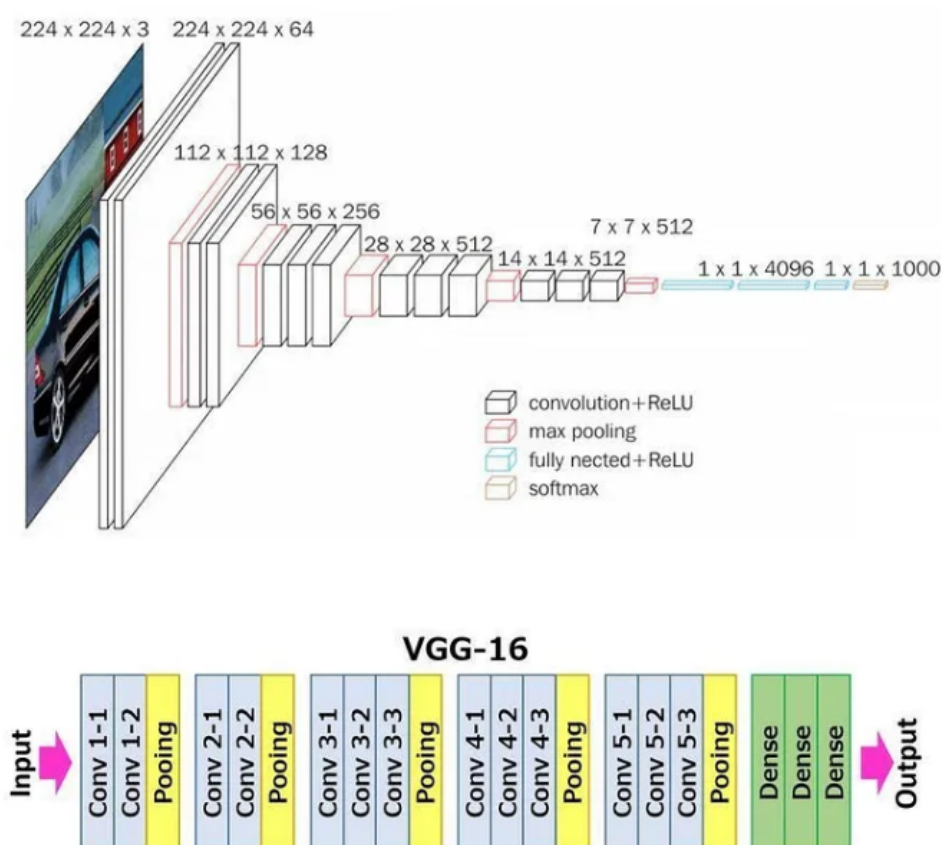 224 x 224 x 3
224 x 224 x 64
112 x 112 x 128
56 x 56 x 256
28 x 28 x 512
14 x 14 x 512
7 x 7 x 512
1 x 1 x 4096
1 x 1 x 1000
convolution+ReLU
max pooling
fully nected+ReLU
softmax
VGG-16
Input
Conv 1-1
Conv 1-2
Pooing
Conv 2-1
Conv 2-2
Pooing
Conv 3-1
Conv 3-2
Conv 3-3
Pooing
Conv 4-1
Conv 4-2
Conv 4-3
Pooing
Conv 5-1
Conv 5-2
Conv 5-3
Pooing
Dense
Dense
Dense
Output